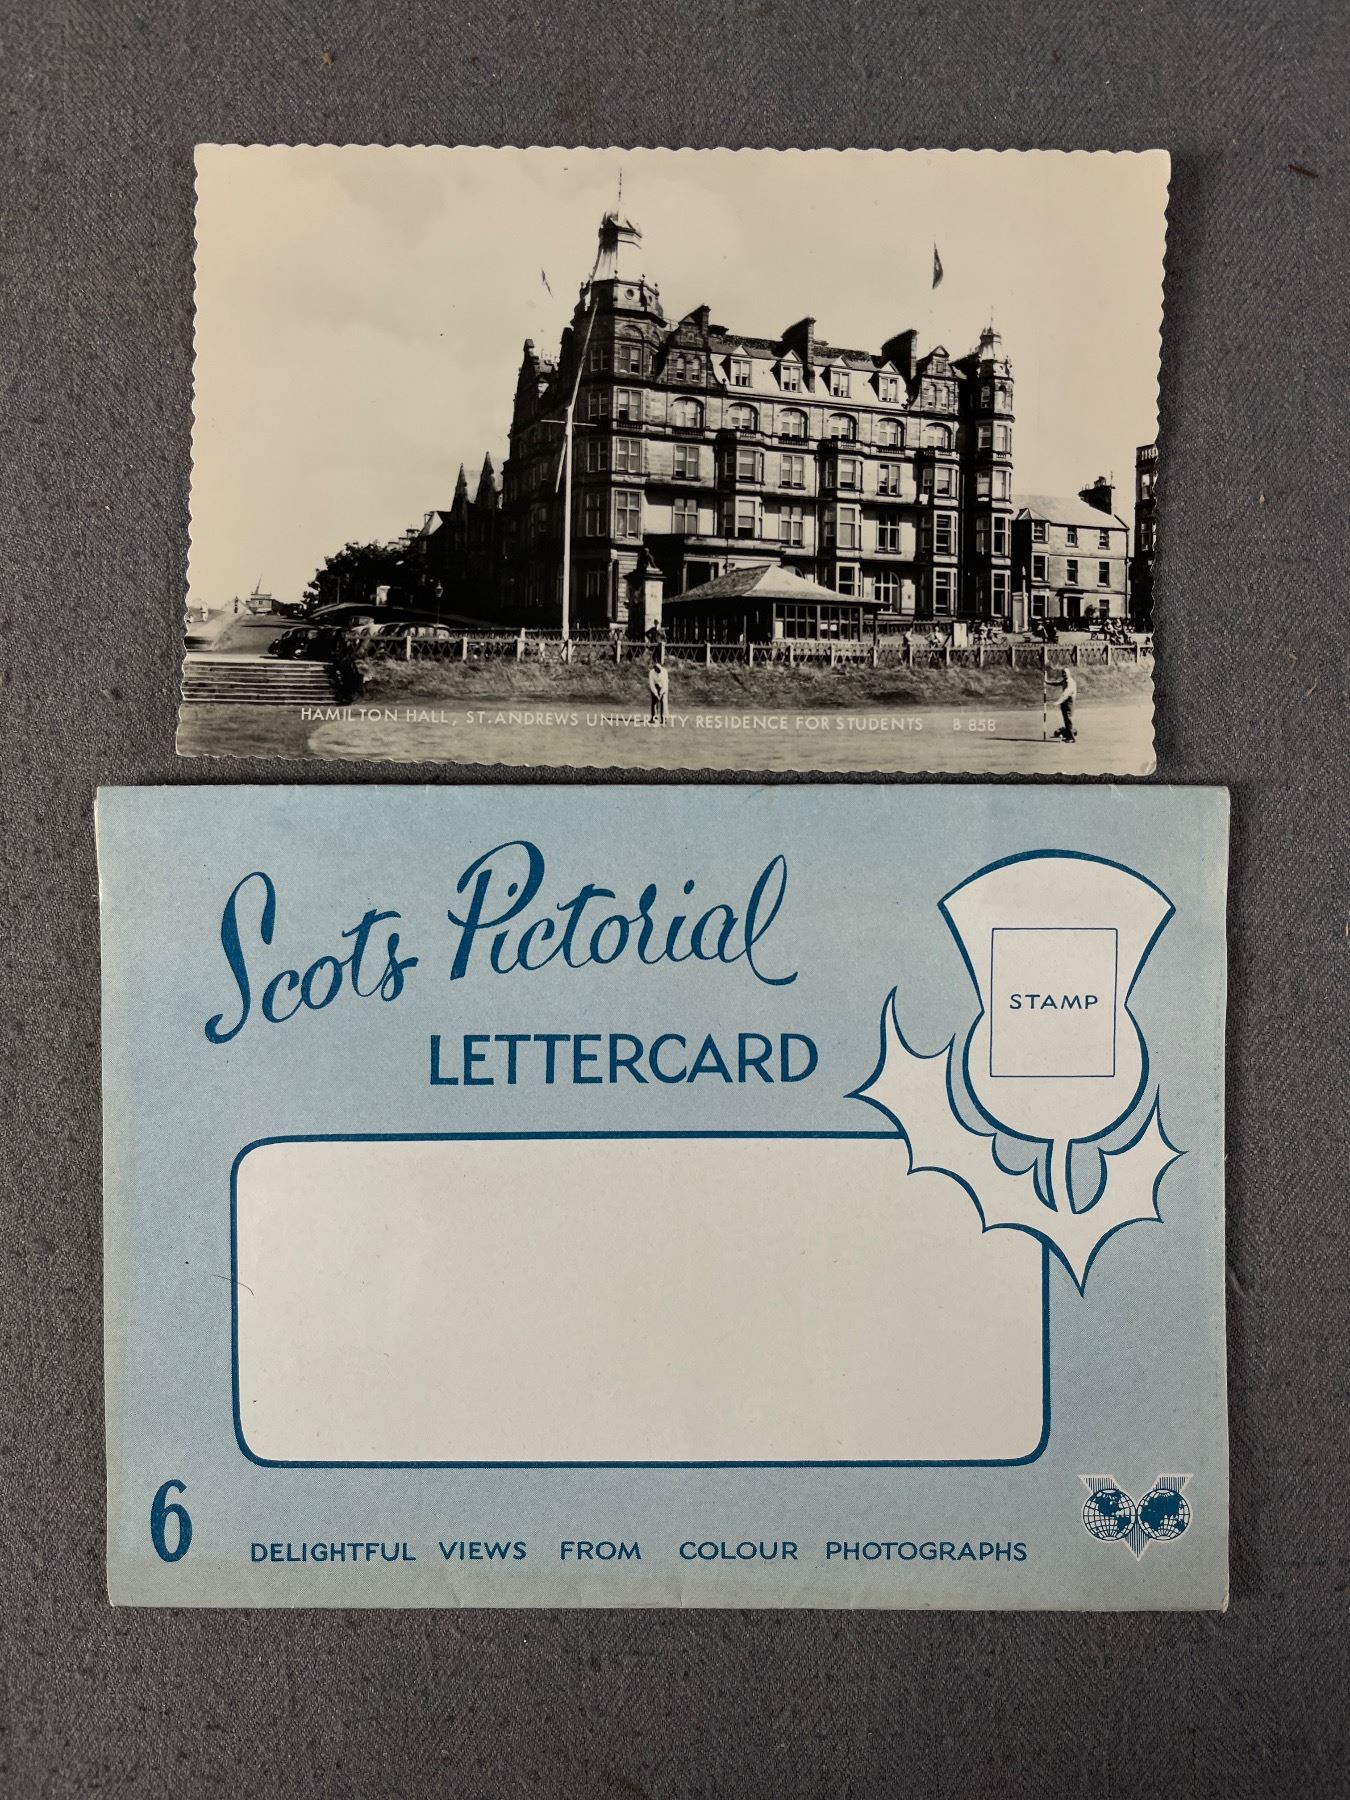 HAMILTON HALL, ST.ANDREWS UNIVERSITY RESIDENCE FOR STUDENTS B 858
Scots Pictorial
LETTERCARD
STAMP
6
DELIGHTFUL VIEWS FROM COLOUR PHOTOGRAPHS